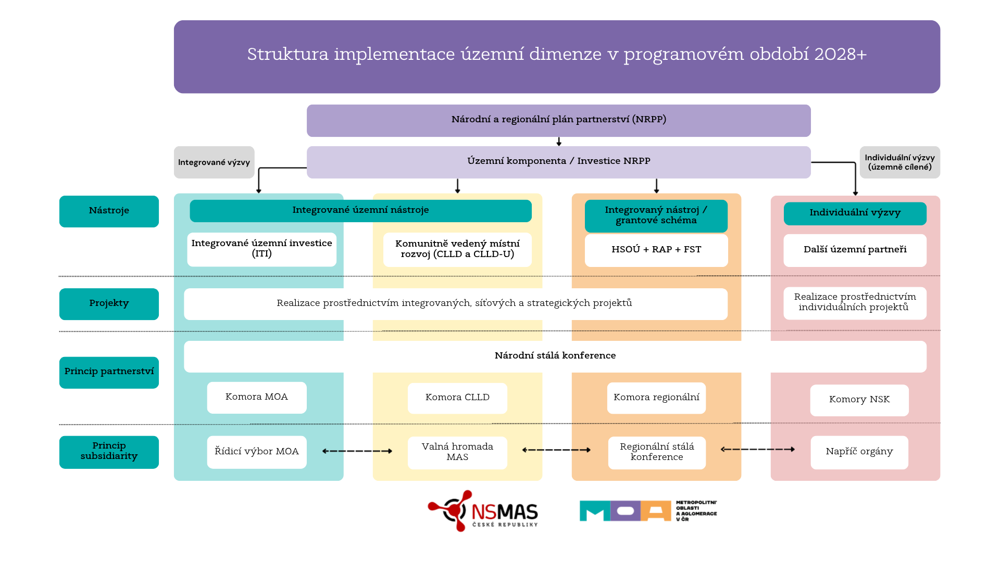 Struktura implementace územní dimenze v programovém období 2028+
Národní a regionální plán partnerství (NRPP)
Integrované výzvy
Územní komponenta / Investice NRPP
Individuální výzvy
(územně cílené)
Nástroje
Integrované územní nástroje
Integrovaný nástroj /
grantové schéma
Individuální výzvy
Integrované územní investice
(ITI)
Komunitně vedený místní
rozvoj (CLLD a CLLD-U)
HSOÚ + RAP + FST
Další územní partneři
Projekty
Realizace prostřednictvím integrovaných, síťových a strategických projektů
Realizace prostřednictvím
individuálních projektů
Princip partnerství
Národní stálá konference
Komora MOA
Komora CLLD
Komora regionální
Komory NSK
Princip
subsidiarity
Řídicí výbor MOA
Valná hromada
MAS
Regionální stálá
konference
Napříč orgány
NSMAS
ČESKÉ REPUBLIKY
MOA
METROPOLITNÍ
OBLASTI
A AGLOMERACE
V ČR